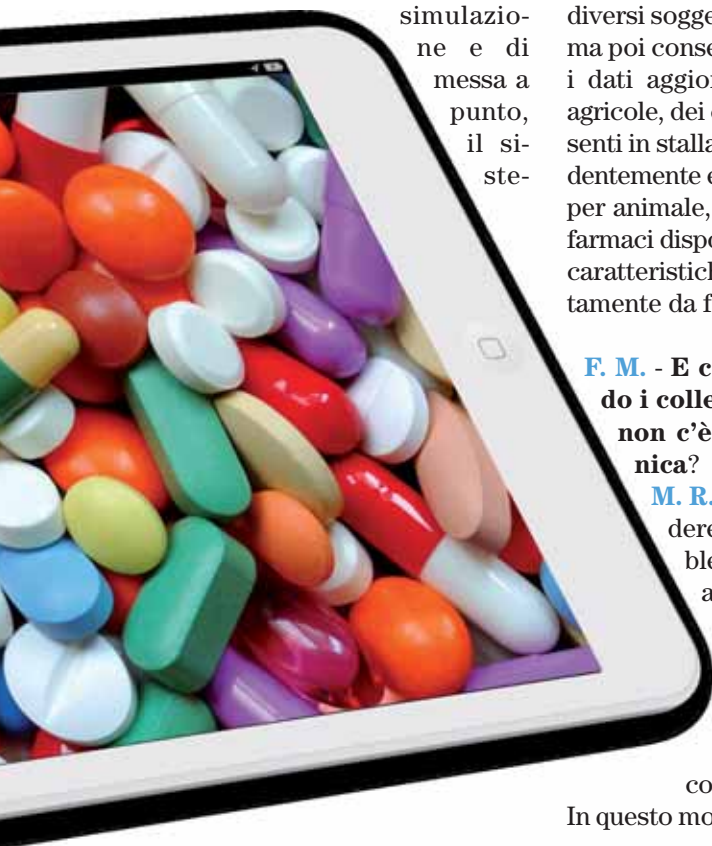 simulazio-
ne e di
messa a
punto,
il si-
ste-
diversi sogge
ma poi conse
i dati aggior
agricole, dei
senti in stalla
dentemente e
per animale,
farmaci dispo
caratteristich
tamente da f
F. M. - E c
do i colle
non c'è
nica?
M. R.
dere
ble
a
co
In questo mo